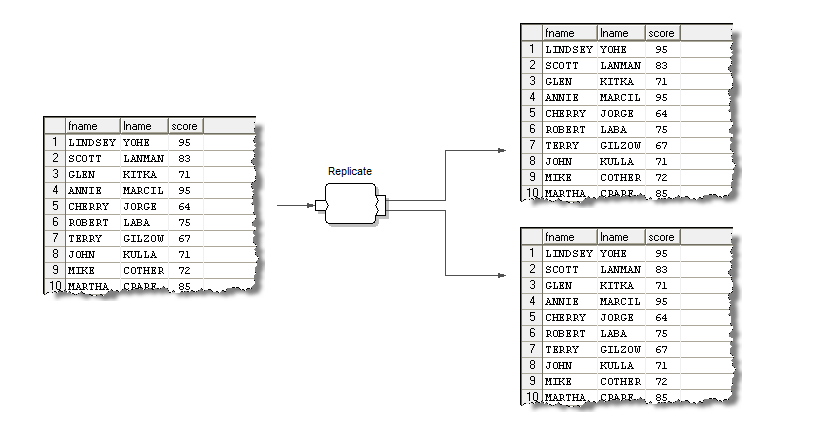 fname lname score
1 LINDSEY YOHE 95
2 SCOTT LANMAN 83
3 GLEN KITKA 71
4 ANNIE MARCIL 95
5 CHERRY JORGE 64
6 ROBERT LABA 75
7 TERRY GILZOW 67
8 JOHN KULLA 71
9 MIKE COTHER 72
10 MARTHA 85
Replicate
fname lname score
1 LINDSEY YOHE 95
2 SCOTT LANMAN 83
3 GLEN KITKA 71
4 ANNIE MARCIL 95
5 CHERRY JORGE 64
6 ROBERT LABA 75
7 TERRY GILZOW 67
8 JOHN KULLA 71
9 MIKE COTHER 72
10 MARTHA 85
fname lname score
1 LINDSEY YOHE 95
2 SCOTT LANMAN 83
3 GLEN KITKA 71
4 ANNIE MARCIL 95
5 CHERRY JORGE 64
6 ROBERT LABA 75
7 TERRY GILZOW 67
8 JOHN KULLA 71
9 MIKE COTHER 72
10 MARTHA 85